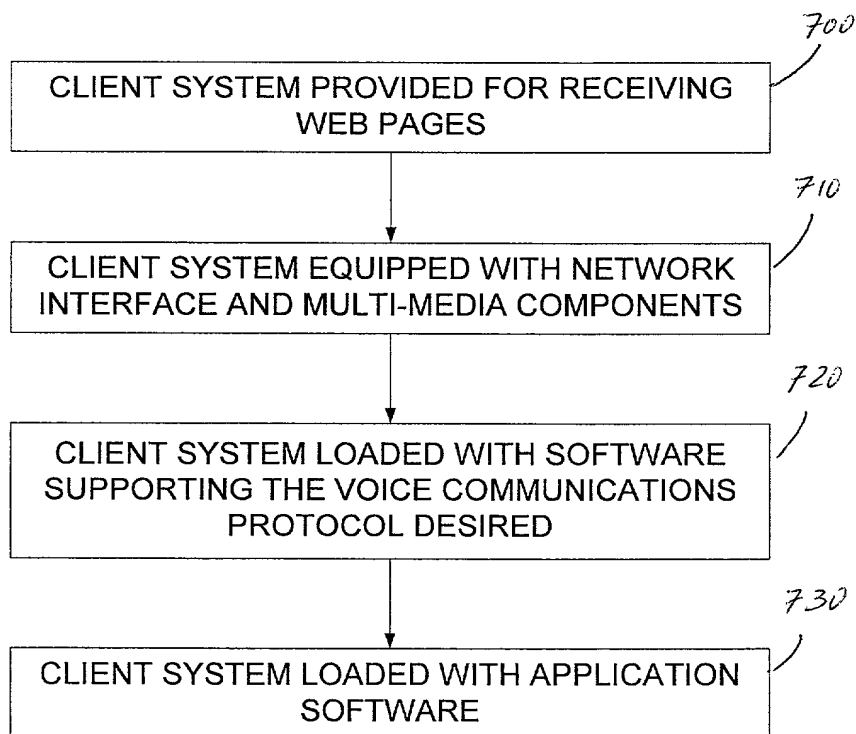 700
CLIENT SYSTEM PROVIDED FOR RECEIVING
WEB PAGES
710
CLIENT SYSTEM EQUIPPED WITH NETWORK
INTERFACE AND MULTI-MEDIA COMPONENTS
720
CLIENT SYSTEM LOADED WITH SOFTWARE
SUPPORTING THE VOICE COMMUNICATIONS
PROTOCOL DESIRED
730
CLIENT SYSTEM LOADED WITH APPLICATION
SOFTWARE